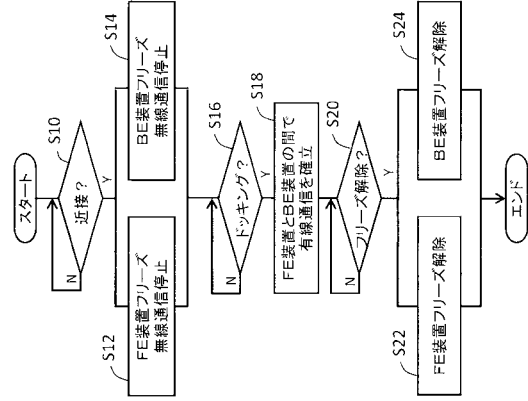 スタート
S10
近接？
N
Y
S12
FE装置フリーズ
無線通信停止
S14
BE装置フリーズ
無線通信停止
S16
ドッキング？
N
Y
S18
FE装置とBE装置の間で
有線通信を確立
S20
フリーズ解除？
N
Y
S22
FE装置フリーズ解除
S24
BE装置フリーズ解除
エンド